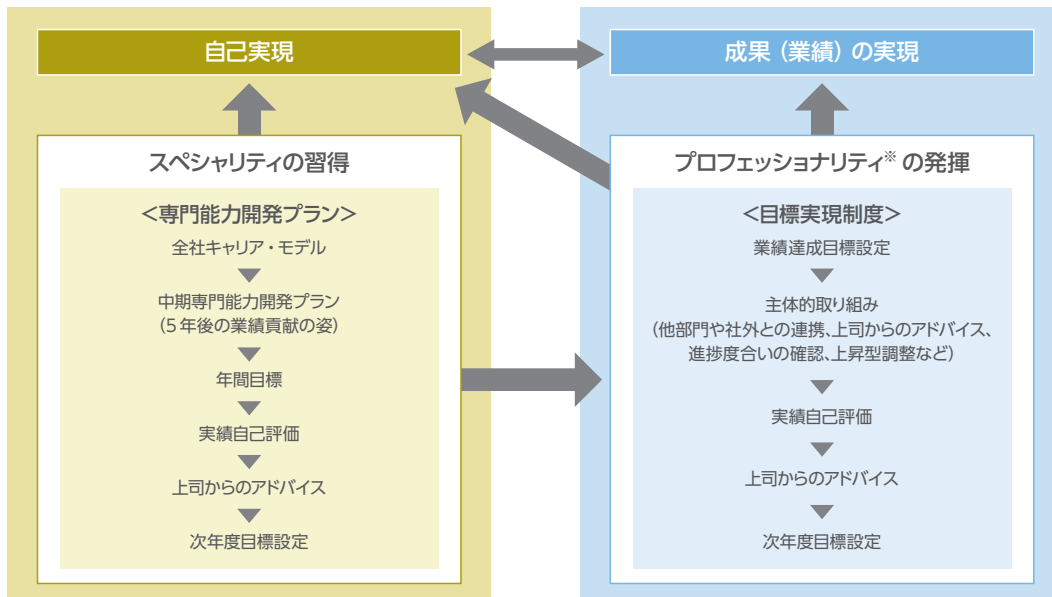 自己実現
スペシャリティの習得
＜専門能力開発プラン＞
全社キャリア・モデル
中期専門能力開発プラン
（5年後の業績貢献の姿）
年間目標
実績自己評価
上司からのアドバイス
次年度目標設定
成果（業績）の実現
プロフェッショナリティ※の発揮
＜目標実現制度＞
業績達成目標設定
主体的取り組み
（他部門や社外との連携、上司からのアドバイス、
進捗度合いの確認、上昇型調整など）
実績自己評価
上司からのアドバイス
次年度目標設定